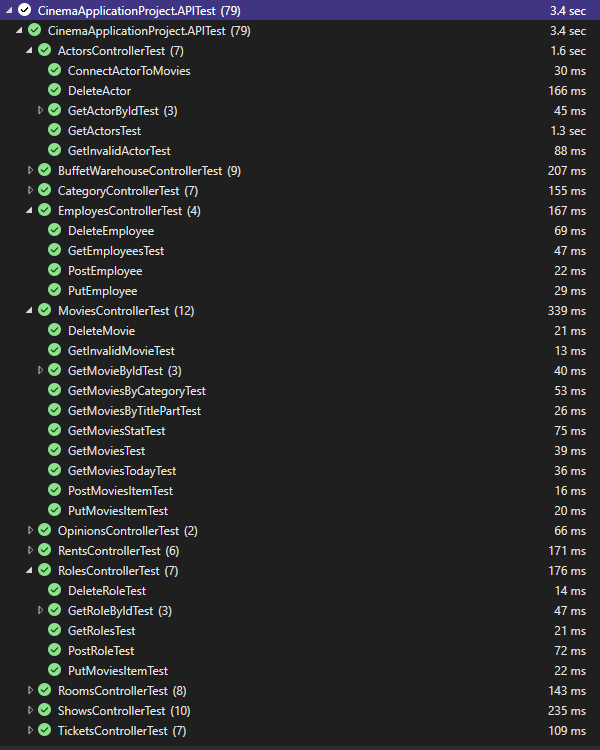 CinemaApplicationProject.APITest (79) 3.4 sec
CinemaApplicationProject.APITest (79) 3.4 sec
ActorsControllerTest (7) 1.6 sec
ConnectActorToMovies 30 ms
DeleteActor 166 ms
GetActorByIdTest (3) 45 ms
GetActorsTest 1.3 sec
GetInvalidActorTest 88 ms
BuffetWarehouseControllerTest (9) 207 ms
CategoryControllerTest (7) 155 ms
EmployesControllerTest (4) 167 ms
DeleteEmployee 69 ms
GetEmployeesTest 47 ms
PostEmployee 22 ms
PutEmployee 29 ms
MoviesControllerTest (12) 339 ms
DeleteMovie 21 ms
GetInvalidMovieTest 13 ms
GetMovieByIdTest (3) 40 ms
GetMoviesByCategoryTest 53 ms
GetMoviesByTitlePartTest 26 ms
GetMoviesStatTest 75 ms
GetMoviesTest 39 ms
GetMoviesTodayTest 36 ms
PostMoviesItemTest 16 ms
PutMoviesItemTest 20 ms
OpinionsControllerTest (2) 66 ms
RentsControllerTest (6) 171 ms
RolesControllerTest (7) 176 ms
DeleteRoleTest 14 ms
GetRoleByIdTest (3) 47 ms
GetRolesTest 21 ms
PostRoleTest 72 ms
PutMoviesItemTest 22 ms
RoomsControllerTest (8) 143 ms
ShowsControllerTest (10) 235 ms
TicketsControllerTest (7) 109 ms